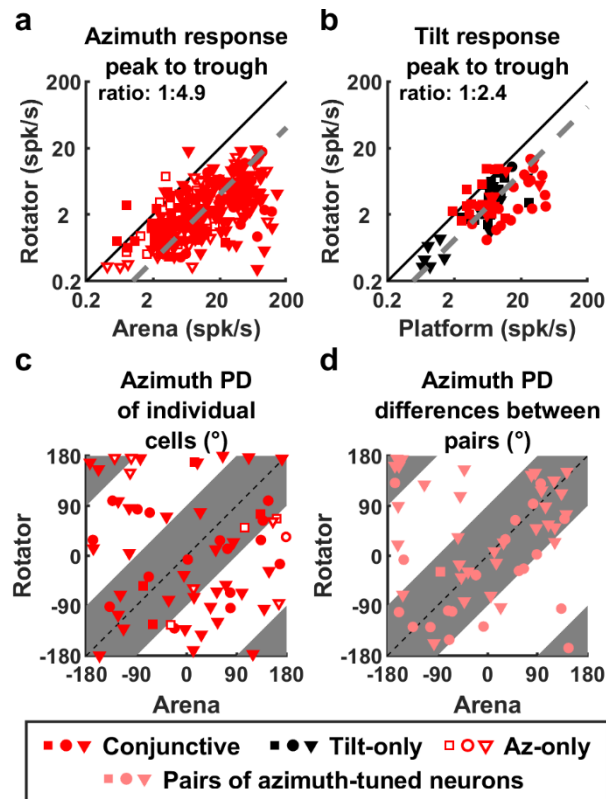 a
Azimuth response
peak to trough
ratio: 1:4.9
200
20
2
0.2
Rotator (spk/s)
0.2
2
20
200
Arena (spk/s)
b
Tilt response
peak to trough
ratio: 1:2.4
200
20
2
0.2
Rotator (spk/s)
0.2
2
20
200
Platform (spk/s)
c
Azimuth PD
of individual
cells (°)
180
90
0
-90
-180
Rotator
-180
-90
0
90
180
Arena
d
Azimuth PD
differences between
pairs (°)
180
90
0
-90
-180
Rotator
-180
-90
0
90
180
Arena
Conjunctive
Tilt-only
Az-only
Pairs of azimuth-tuned neurons